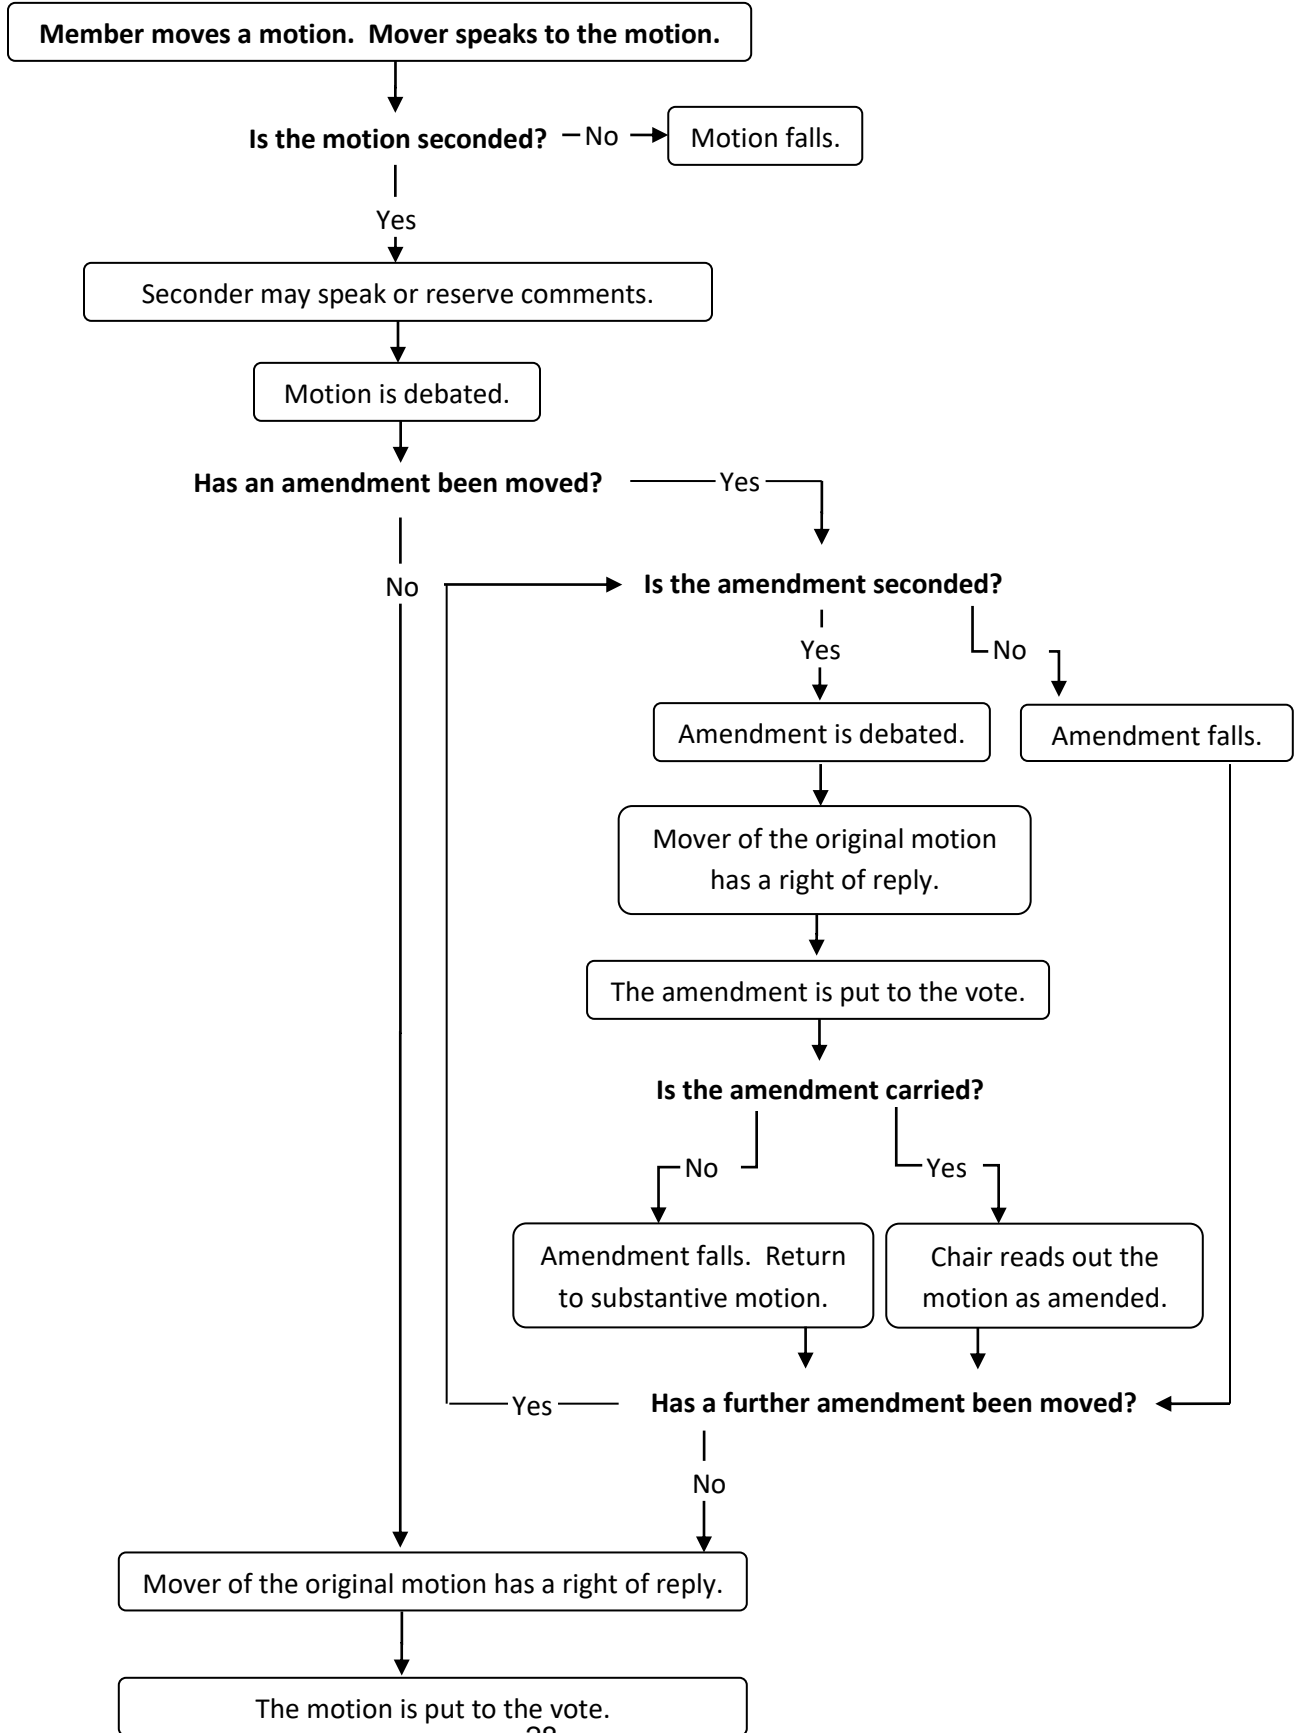 Member moves a motion.  Mover speaks to the motion.
Is the motion seconded?
No
Motion falls.
Yes
Seconder may speak or reserve comments.
Motion is debated.
Has an amendment been moved?
Yes
No
Is the amendment seconded?
Yes
No
Amendment is debated.
Amendment falls.
Mover of the original motion
has a right of reply.
The amendment is put to the vote.
Is the amendment carried?
No
Yes
Amendment falls.  Return
to substantive motion.
Chair reads out the
motion as amended.
Has a further amendment been moved?
Yes
No
Mover of the original motion has a right of reply.
The motion is put to the vote.